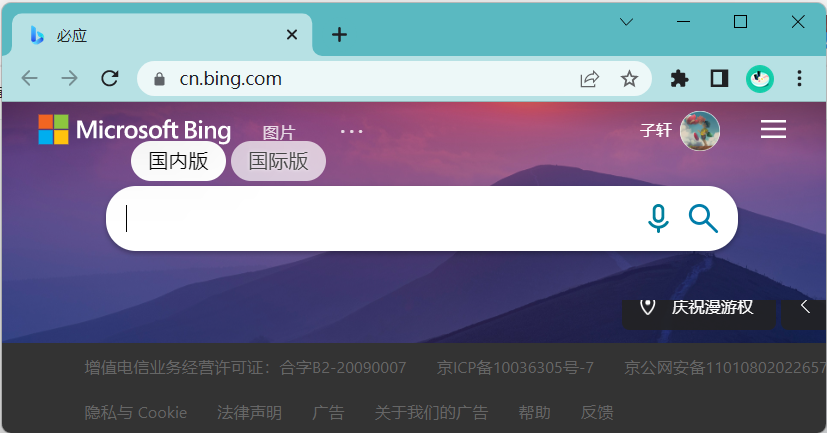 必应
cn.bing.com
Microsoft Bing 图片 ...
子轩
国内版 国际版
庆祝漫游权
增值电信业务经营许可证：合字B2-20090007 京ICP备10036305号-7 京公网安备11010802022657
隐私与 Cookie 法律声明 广告 关于我们的广告 帮助 反馈